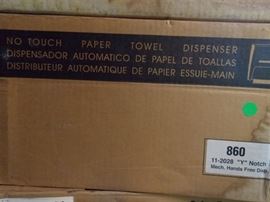 NO TOUCH PAPER TOWEL DISPENSER
DISPENSADOR AUTOMATICO DE PAPEL DE TOALLAS
DISTRIBUTEUR AUTOMATIQUE DE PAPIER ESSUIE-MAIN
860
11-2028 "Y" Notch
Mech. Hands Free Disp